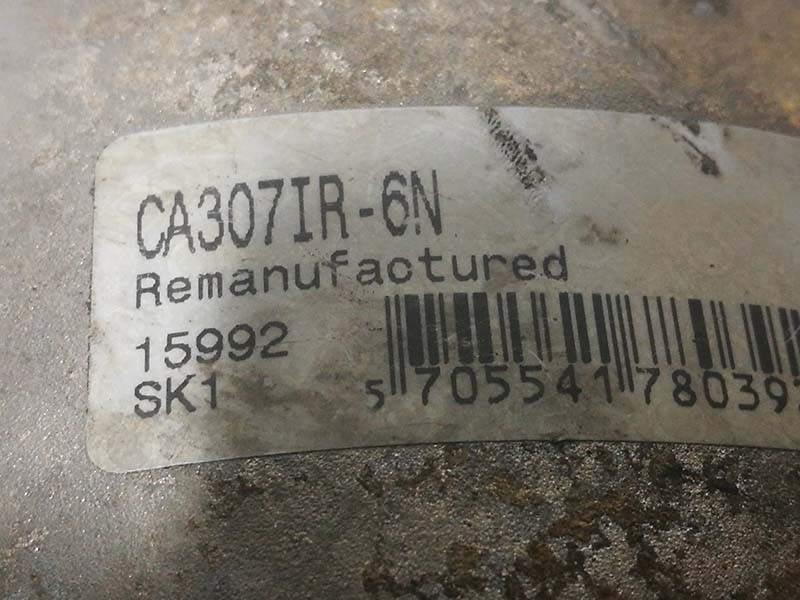 CA307IR-6N
Remanufactured
15992
SK1
5 705541 78039